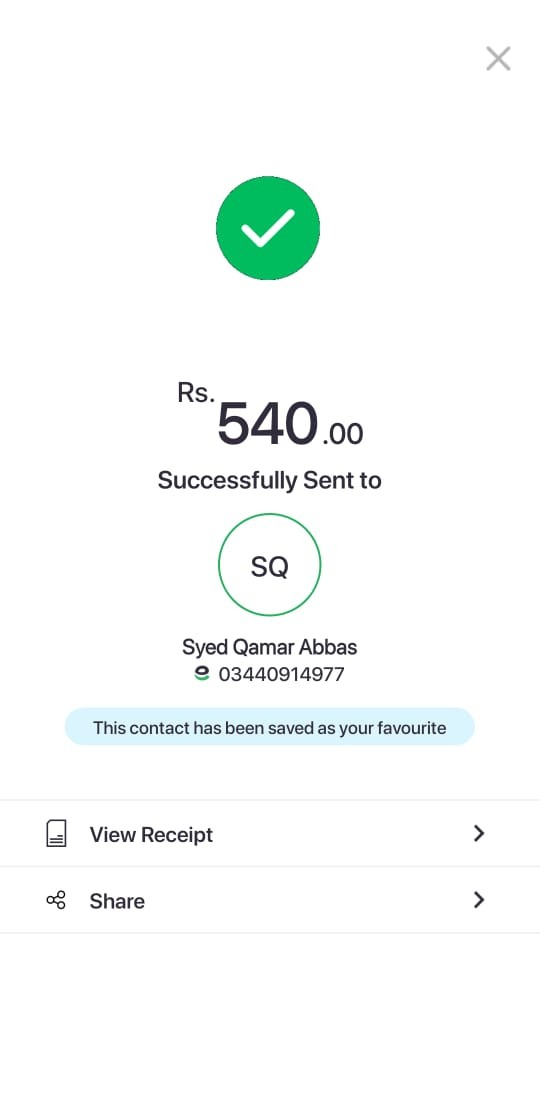 Rs. 540.00
Successfully Sent to
SQ
Syed Qamar Abbas
03440914977
This contact has been saved as your favourite
View Receipt
Share